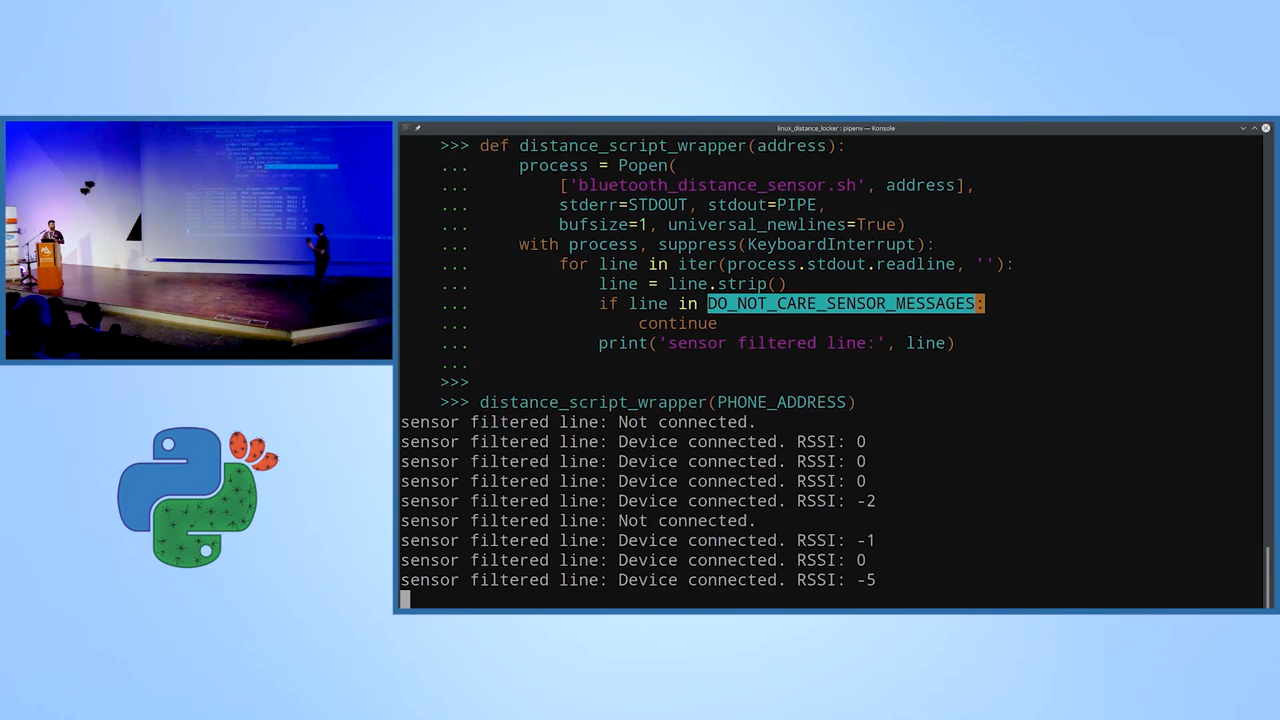 linux_distance_locker : pipenv — Konsole
>>> def distance_script_wrapper(address):
...     process = Popen(
...         ['bluetooth_distance_sensor.sh', address],
...         stderr=STDOUT, stdout=PIPE,
...         bufsize=1, universal_newlines=True)
...     with process, suppress(KeyboardInterrupt):
...         for line in iter(process.stdout.readline, ''):
...             line = line.strip()
...             if line in DO_NOT_CARE_SENSOR_MESSAGES:
...                 continue
...             print('sensor filtered line:', line)
...
>>>
>>> distance_script_wrapper(PHONE_ADDRESS)
sensor filtered line: Not connected.
sensor filtered line: Device connected. RSSI: 0
sensor filtered line: Device connected. RSSI: 0
sensor filtered line: Device connected. RSSI: 0
sensor filtered line: Device connected. RSSI: -2
sensor filtered line: Not connected.
sensor filtered line: Device connected. RSSI: -1
sensor filtered line: Device connected. RSSI: 0
sensor filtered line: Device connected. RSSI: -5